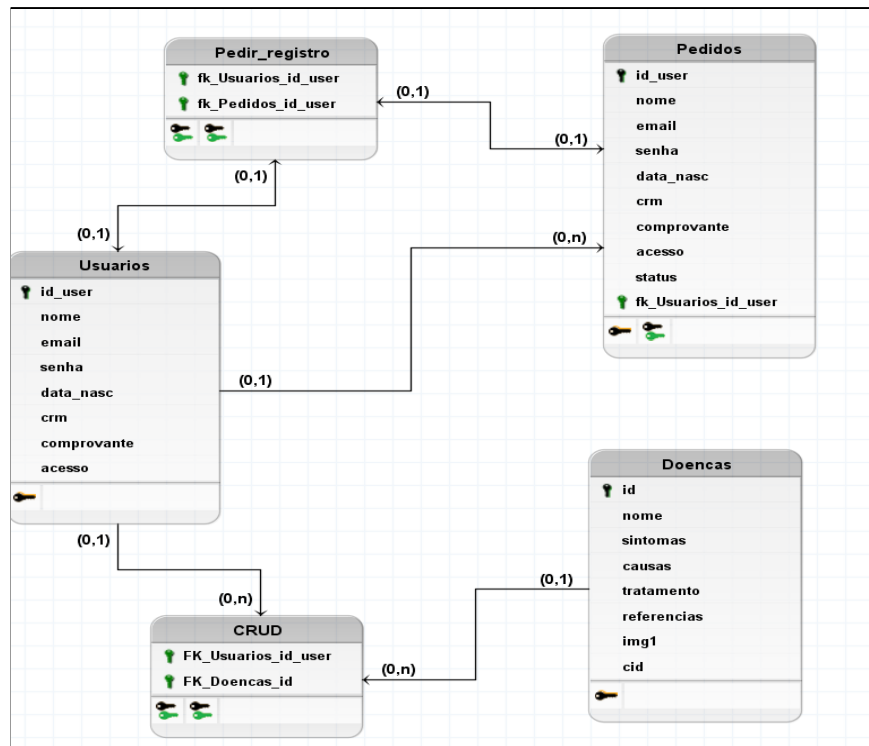 Pedir_registro
fk_Usuarios_id_user
fk_Pedidos_id_user
(0,1)
(0,1)
Pedidos
id_user
nome
email
senha
data_nasc
crm
comprovante
acesso
status
fk_Usuarios_id_user
(0,1)
(0,1)
(0,n)
(0,1)
Usuarios
id_user
nome
email
senha
data_nasc
crm
comprovante
acesso
(0,1)
(0,n)
CRUD
FK_Usuarios_id_user
FK_Doencas_id
(0,n)
(0,1)
Doencas
id
nome
sintomas
causas
tratamento
referencias
img1
cid